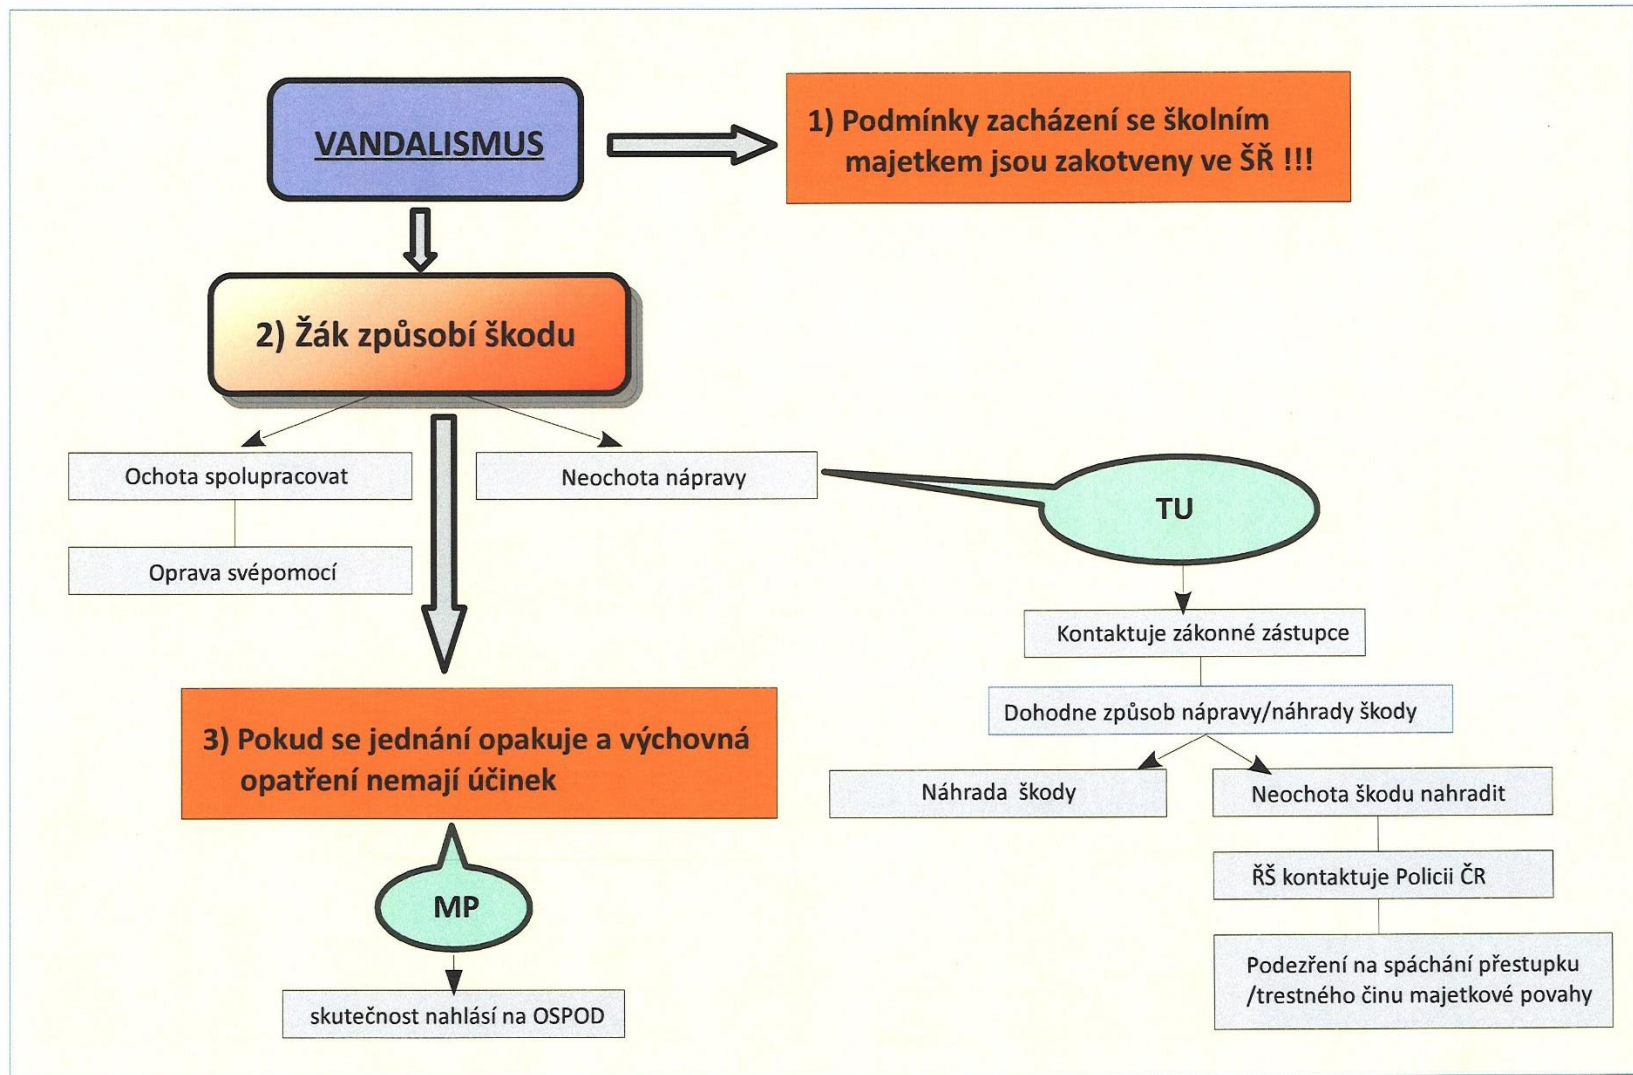 VANDALISMUS
1) Podmínky zacházení se školním
majetkem jsou zakotveny ve ŠŘ !!!
2) Žák způsobí škodu
Ochota spolupracovat
Neochota nápravy
Oprava svépomocí
TU
Kontaktuje zákonné zástupce
Dohodne způsob nápravy/náhrady škody
Náhrada škody
Neochota škodu nahradit
ŘŠ kontaktuje Policii ČR
Podezření na spáchání přestupku
/trestného činu majetkové povahy
3) Pokud se jednání opakuje a výchovná
opatření nemají účinek
MP
skutečnost nahlásí na OSPOD